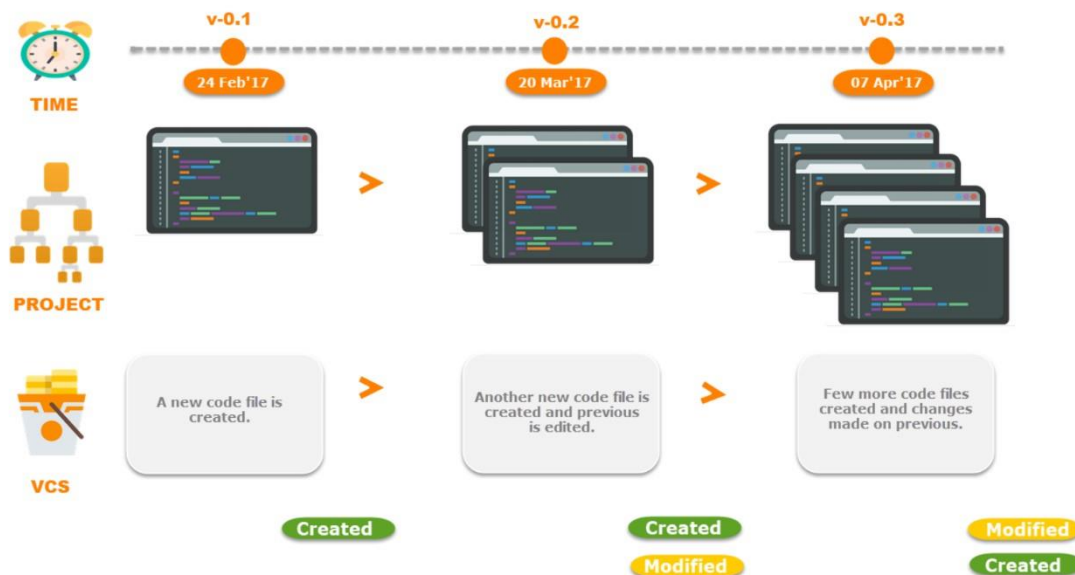 v-0.1
v-0.2
v-0.3
24 Feb'17
20 Mar'17
07 Apr'17
TIME
PROJECT
A new code file is
created.
Another new code file is
created and previous
is edited.
Few more code files
created and changes
made on previous.
VCS
Created
Created
Modified
Modified
Created